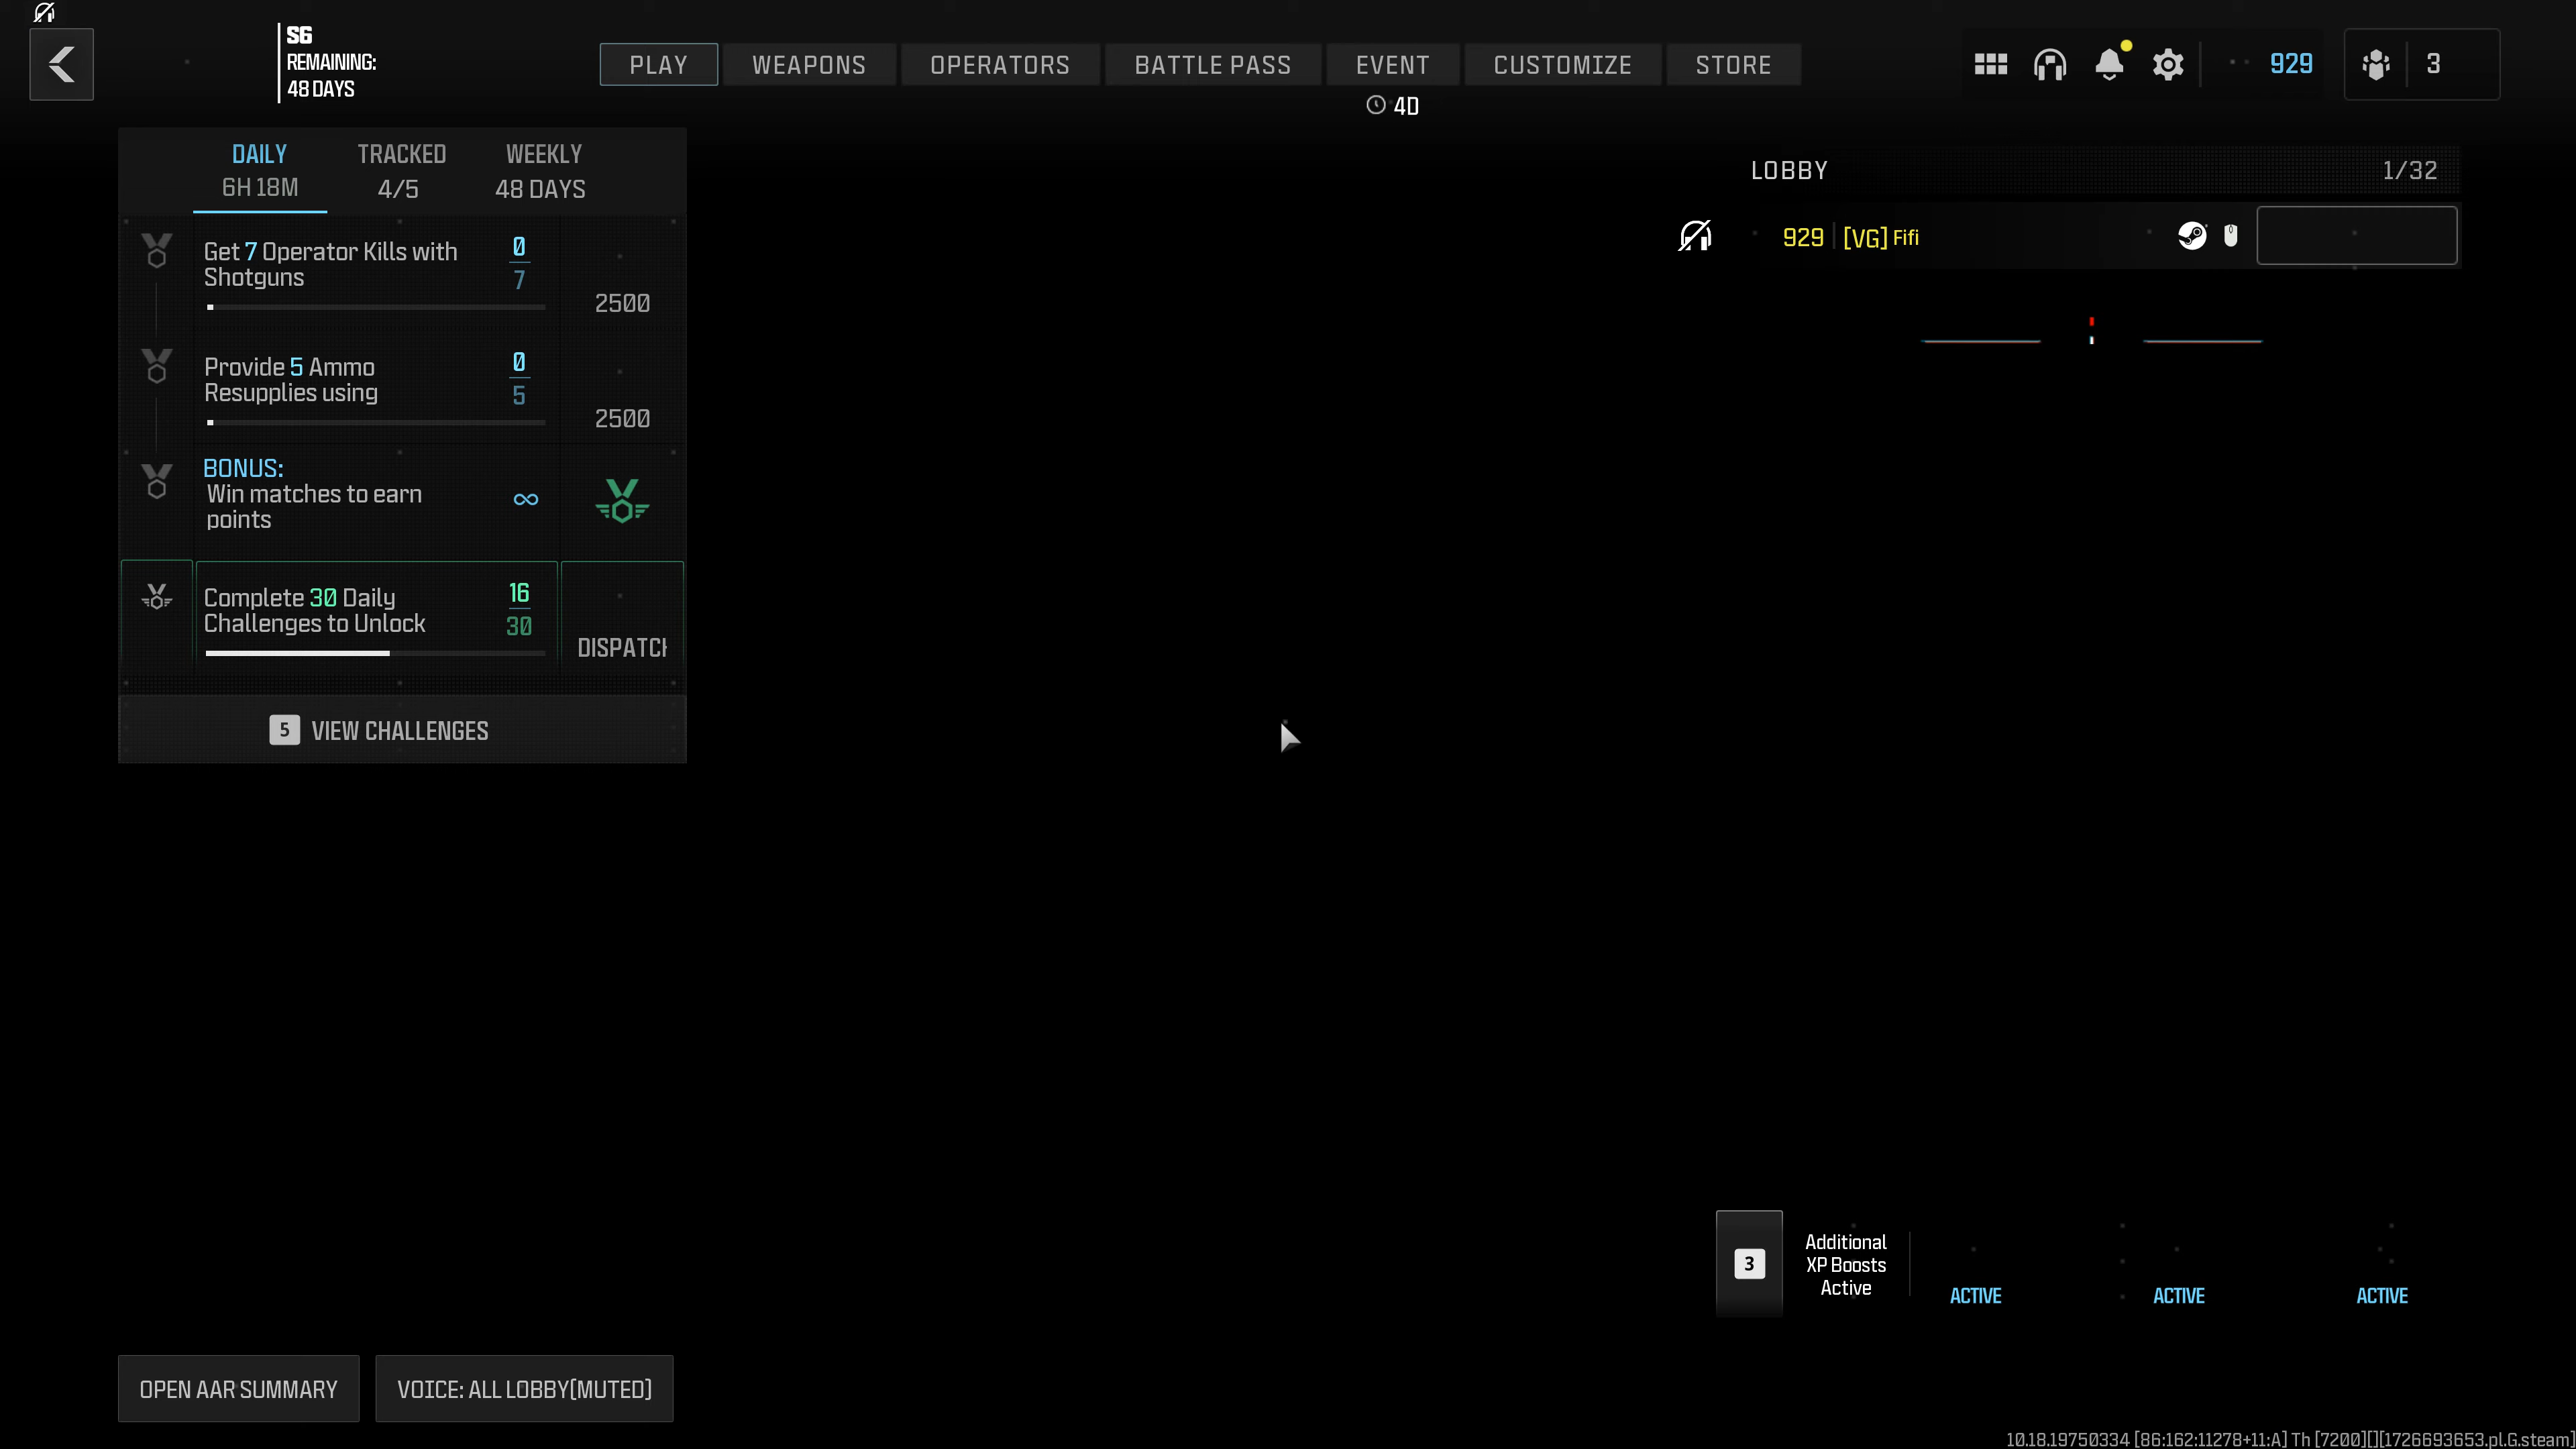 S6
REMAINING:
48 DAYS
PLAY
WEAPONS
OPERATORS
BATTLE PASS
EVENT
CUSTOMIZE
STORE
4D
929
3
DAILY
6H 18M
TRACKED
4/5
WEEKLY
48 DAYS
Get 7 Operator Kills with
Shotguns
0
7
2500
Provide 5 Ammo
Resupplies using
0
5
2500
BONUS:
Win matches to earn
points
∞
Complete 30 Daily
Challenges to Unlock
16
30
DISPATCH
5 VIEW CHALLENGES
LOBBY
1/32
929 [VG] Fifi
3
Additional
XP Boosts
Active
ACTIVE
ACTIVE
ACTIVE
OPEN AAR SUMMARY
VOICE: ALL LOBBY(MUTED)
10.18.19750334 [86:162:11278+11:A] Th [7200][][1726693653.pl.G.steam]